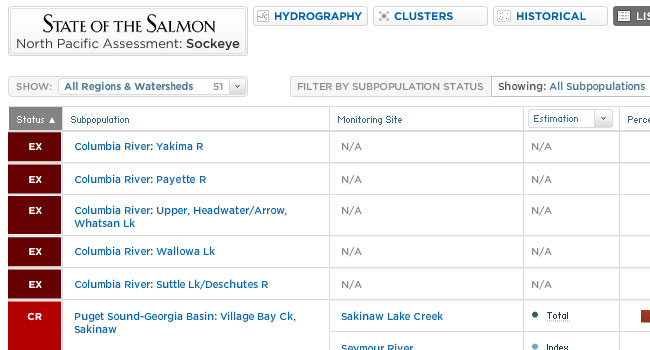 STATE OF THE SALMON
North Pacific Assessment: Sockeye
HYDROGRAPHY
CLUSTERS
HISTORICAL
SHOW: All Regions & Watersheds 51
FILTER BY SUBPOPULATION STATUS Showing: All Subpopulations
Status ▲ Subpopulation Monitoring Site Estimation
EX Columbia River: Yakima R N/A N/A
EX Columbia River: Payette R N/A N/A
EX Columbia River: Upper, Headwater/Arrow, N/A N/A
Whatsan Lk
EX Columbia River: Wallowa Lk N/A N/A
EX Columbia River: Suttle Lk/Deschutes R N/A N/A
CR Puget Sound-Georgia Basin: Village Bay Ck, Sakinaw Lake Creek Total
Sakinaw
Seymour River Index